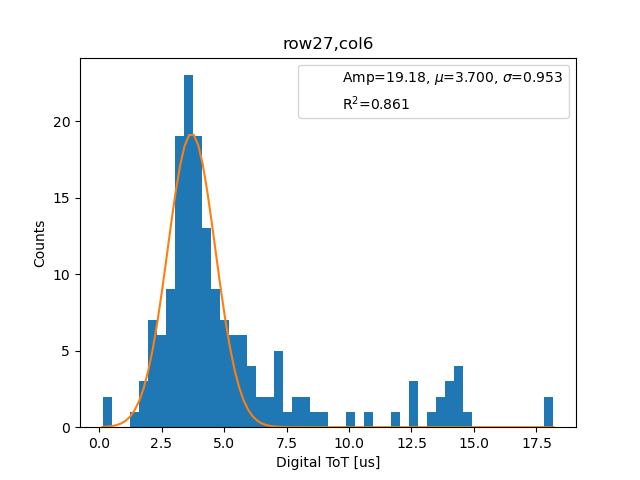 row27,col6
Amp=19.18, μ=3.700, σ=0.953
R²=0.861
Counts
20
15
10
5
0
0.0 2.5 5.0 7.5 10.0 12.5 15.0 17.5
Digital ToT [us]